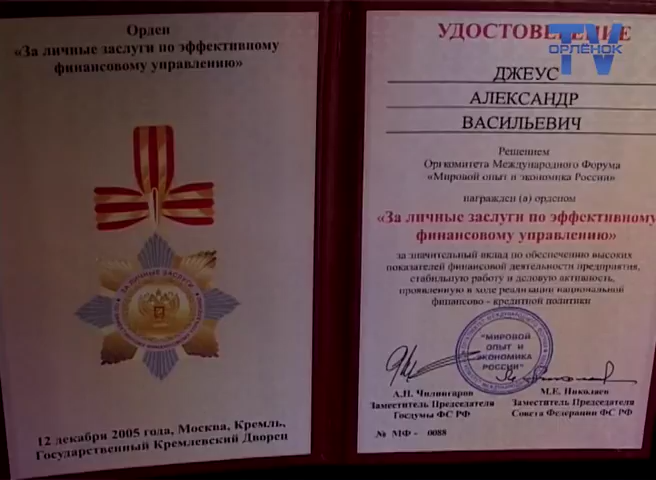 Орден
«За личные заслуги по эффективному
финансовому управлению»
ЗА ЛИЧНЫЕ ЗАСЛУГИ
12 декабря 2005 года, Москва, Кремль,
Государственный Кремлевский Дворец
УДОСТОВЕРЕНИЕ
TV
ОРЛЁНОК
ДЖЕУС
АЛЕКСАНДР
ВАСИЛЬЕВИЧ
Решением
Оргкомитета Международного Форума
«Мировой опыт и экономика России»
награжден (а) орденом
«За личные заслуги по эффективному
финансовому управлению»
за значительный вклад по обеспечению высоких
показателей финансовой деятельности предприятия,
стабильную работу и деловую активность,
проявленную в ходе реализации национальной
финансово - кредитной политики
"МИРОВОЙ
ОПЫТ И
ЭКОНОМИКА
РОССИИ"
А.Н. Чилингаров
Заместитель Председателя
Госдумы ФС РФ
М.Е. Николаев
Заместитель Председателя
Совета Федерации ФС РФ
№ МФ - 0088